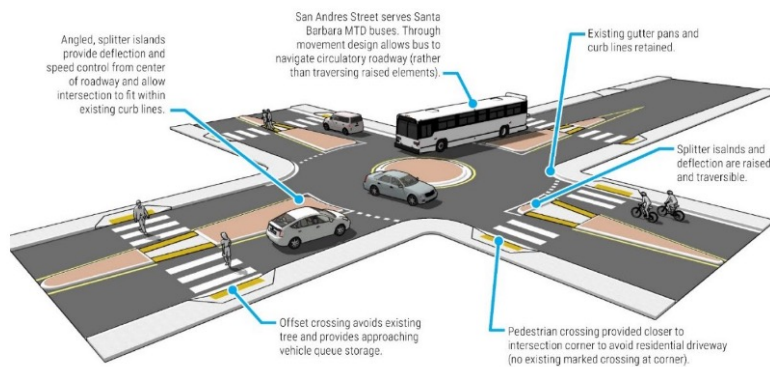 San Andres Street serves Santa
Barbara MTD buses. Through
movement design allows bus to
navigate circulatory roadway (rather
than traversing raised elements).
Angled, splitter islands
provide deflection and
speed control from center
of roadway and allow
intersection to fit within
existing curb lines.
Existing gutter pans and
curb lines retained.
Splitter isalnds and
deflection are raised
and traversible.
Offset crossing avoids existing
tree and provides approaching
vehicle queue storage.
Pedestrian crossing provided closer to
intersection corner to avoid residential driveway
(no existing marked crossing at corner).